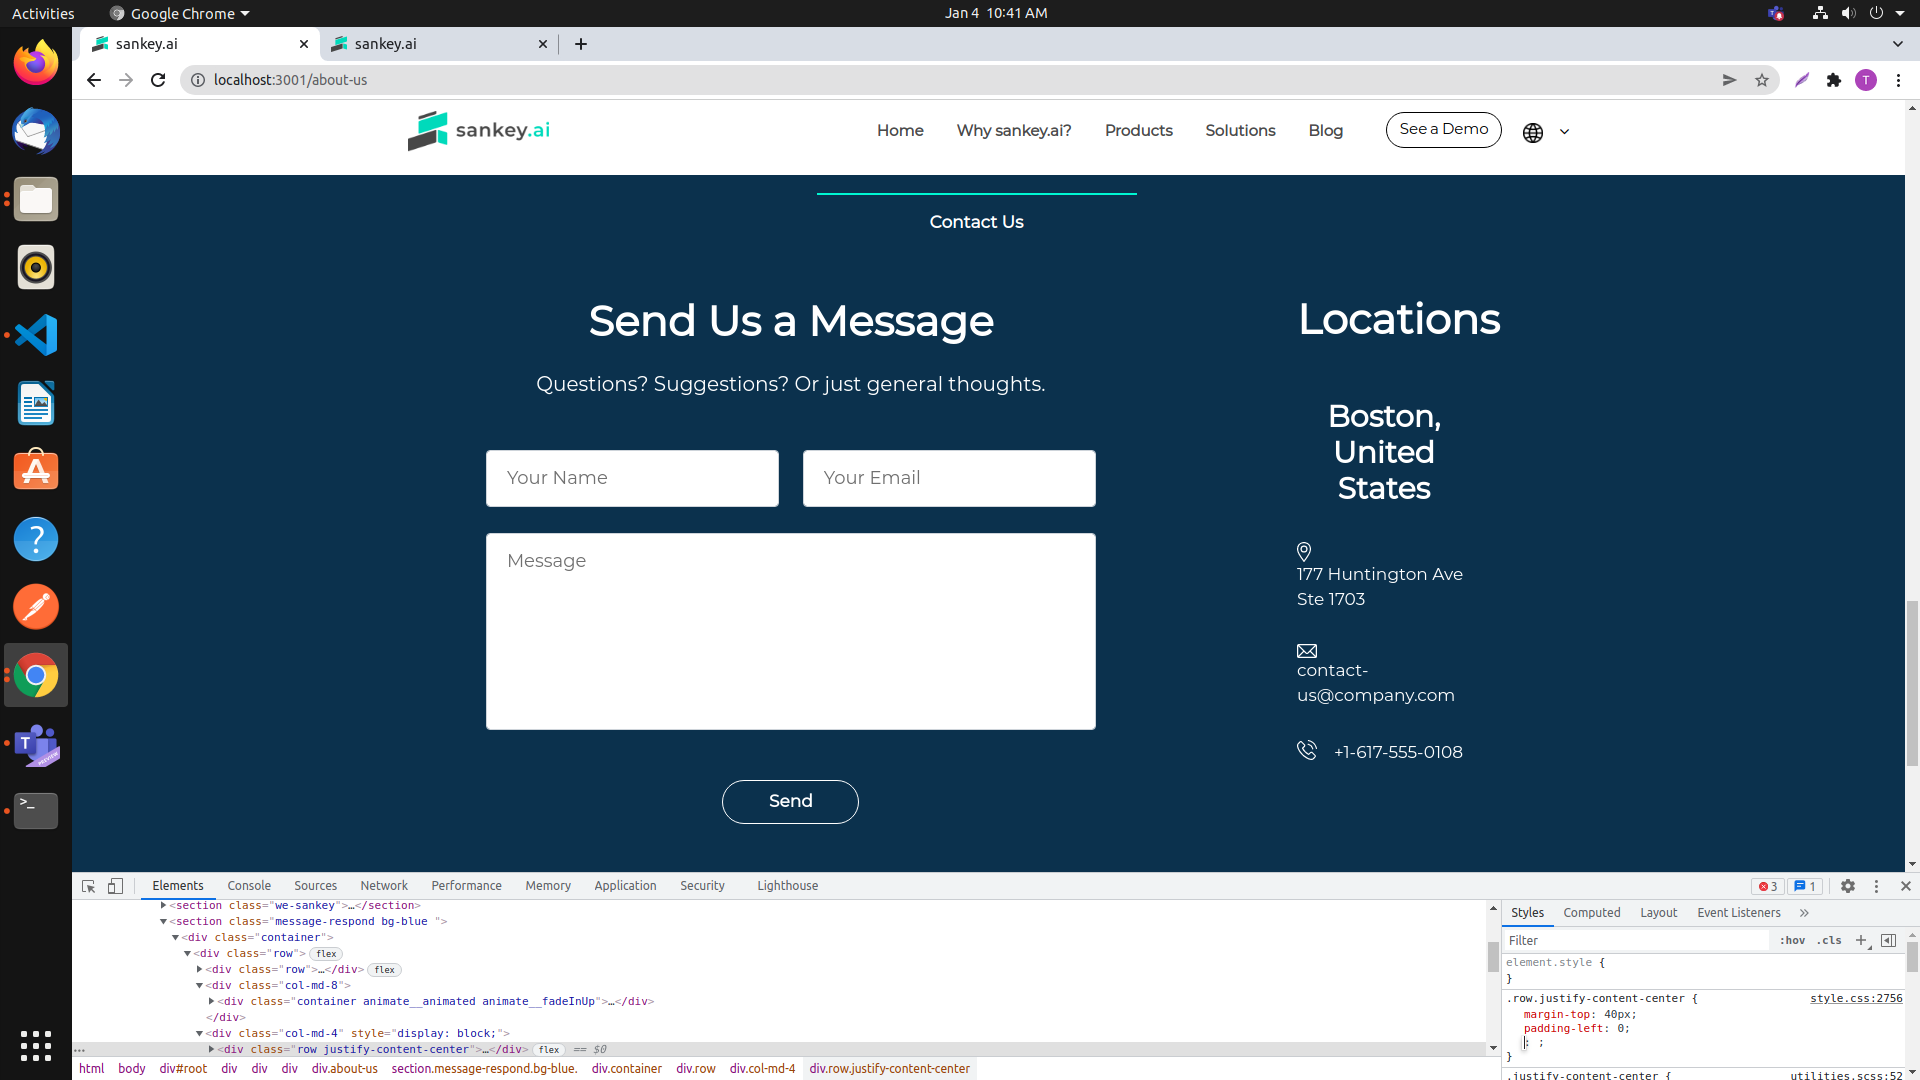 Activities
Google Chrome
Jan 4 10:41 AM
sankey.ai
sankey.ai
localhost:3001/about-us
T
sankey.ai
Home
Why sankey.ai?
Products
Solutions
Blog
See a Demo
Contact Us
Send Us a Message
Questions? Suggestions? Or just general thoughts.
Your Name
Your Email
Message
Send
Locations
Boston,
United
States
177 Huntington Ave
Ste 1703
contact-
us@company.com
+1-617-555-0108
Elements
Console
Sources
Network
Performance
Memory
Application
Security
Lighthouse
3
1
<section class="we-sankey">…</section>
<section class="message-respond bg-blue ">
<div class="container">
<div class="row"> flex
<div class="row">…</div> flex
<div class="col-md-8">
<div class="container animate__animated animate__fadeInUp">…</div>
</div>
<div class="col-md-4" style="display: block;">
… <div class="row justify-content-center">…</div> flex == $0
html
body
div#root
div
div
div
div.about-us
section.message-respond.bg-blue.
div.container
div.row
div.col-md-4
div.row.justify-content-center
Styles
Computed
Layout
Event Listeners
»
Filter
:hov
.cls
+
element.style {
}
.row.justify-content-center {
style.css:2756
margin-top: 40px;
padding-left: 0;
: ;
}
.justify-content-center {
utilities.scss:52